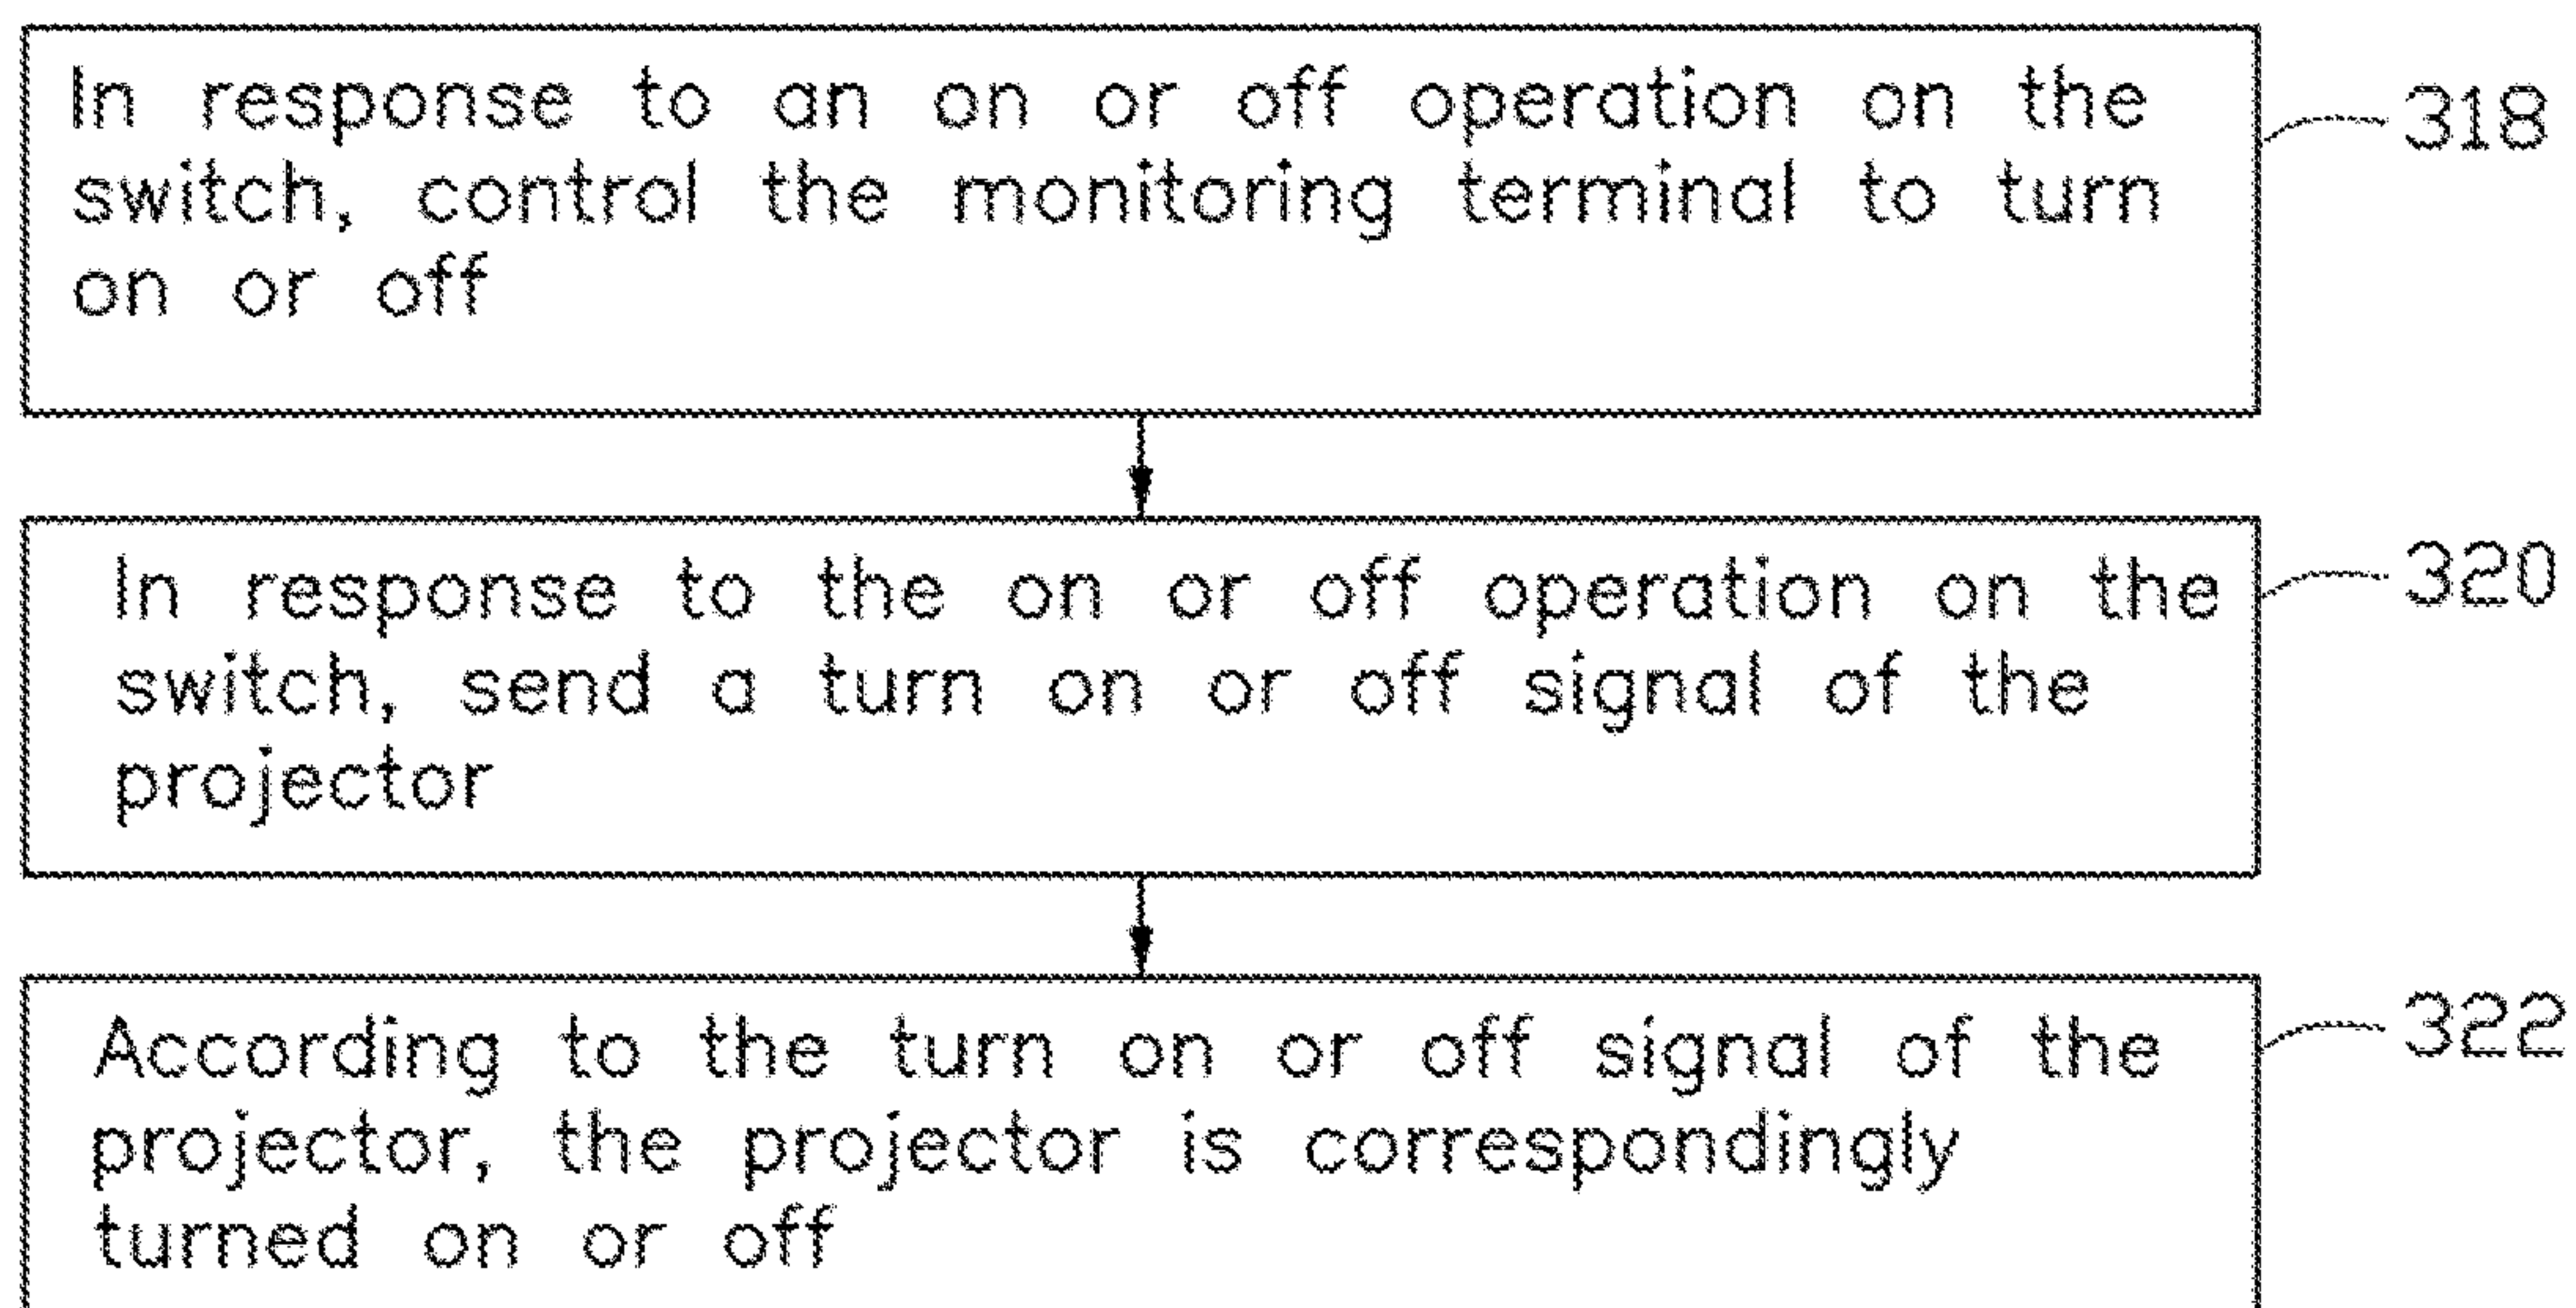 In response to an on or off operation on the
switch, control the monitoring terminal to turn
on or off
318
In response to the on or off operation on the
switch, send a turn on or off signal of the
projector
320
According to the turn on or off signal of the
projector, the projector is correspondingly
turned on or off
322